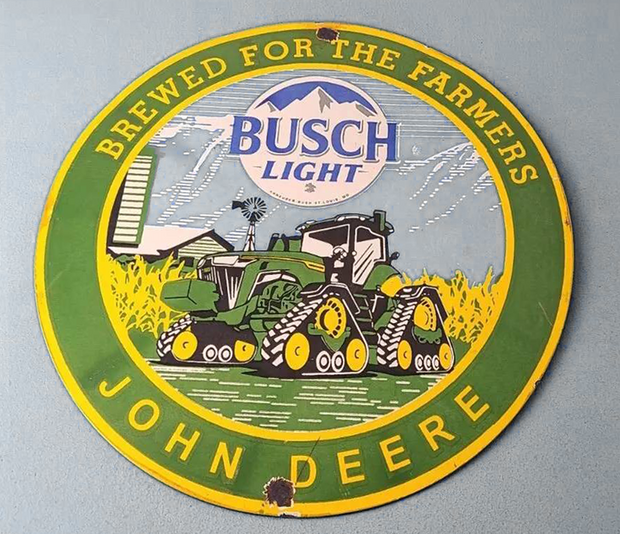 BREWED FOR THE FARMERS
BUSCH
LIGHT
JOHN DEERE